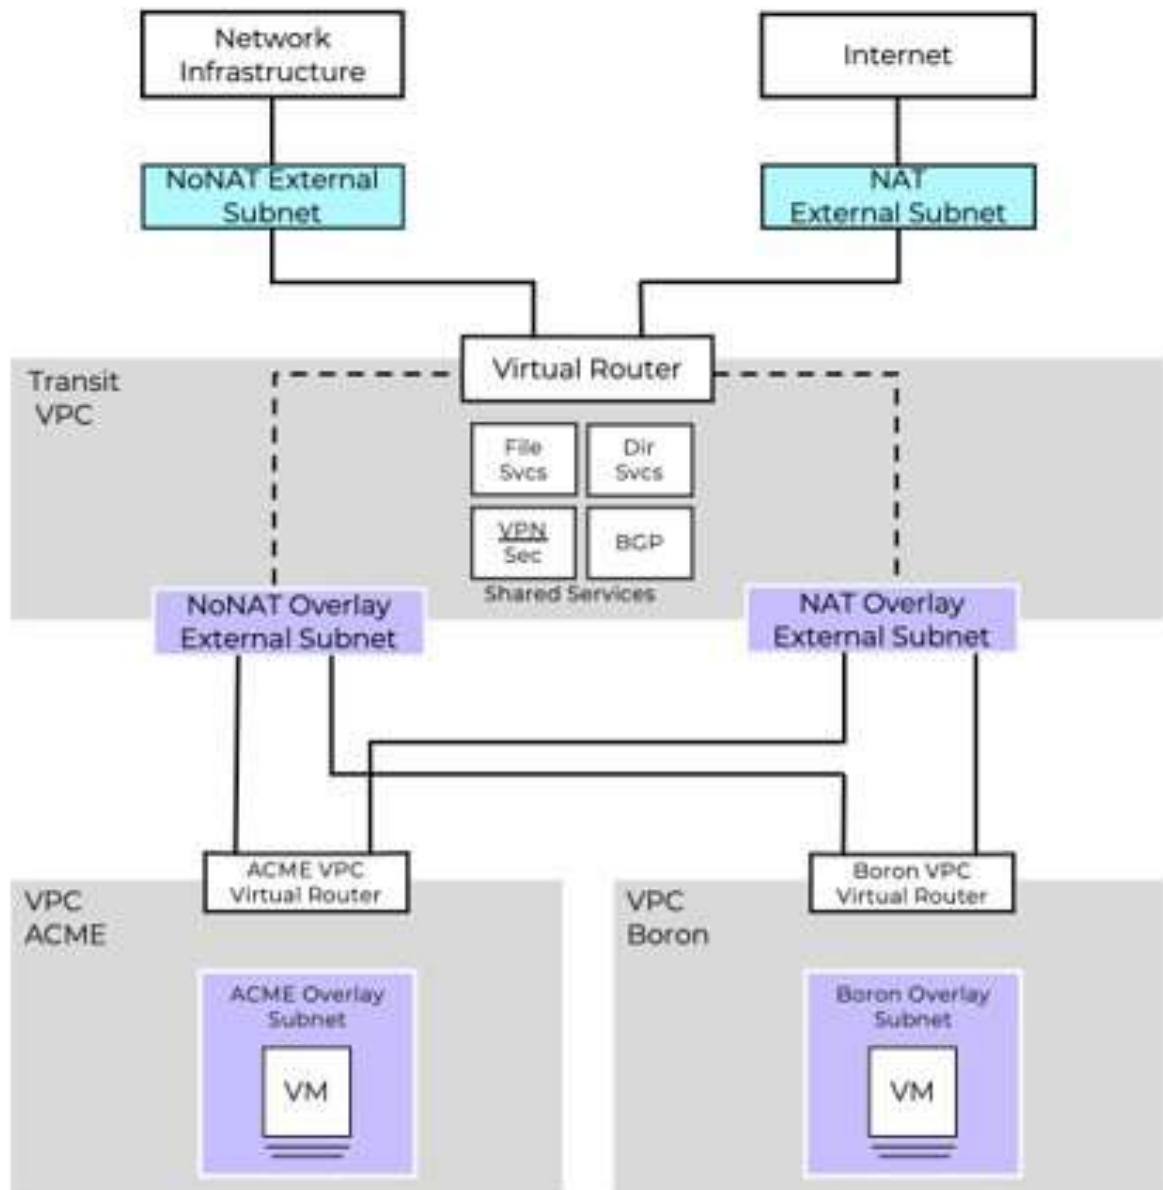 Network
Infrastructure
Internet
NoNAT External
Subnet
NAT
External Subnet
Virtual Router
Transit
VPC
File
Svcs
Dir
Svcs
VPN
Sec
BGP
Shared Services
NoNAT Overlay
External Subnet
NAT Overlay
External Subnet
ACME VPC
Virtual Router
Boron VPC
Virtual Router
VPC
ACME
VPC
Boron
ACME Overlay
Subnet
VM
Boron Overlay
Subnet
VM